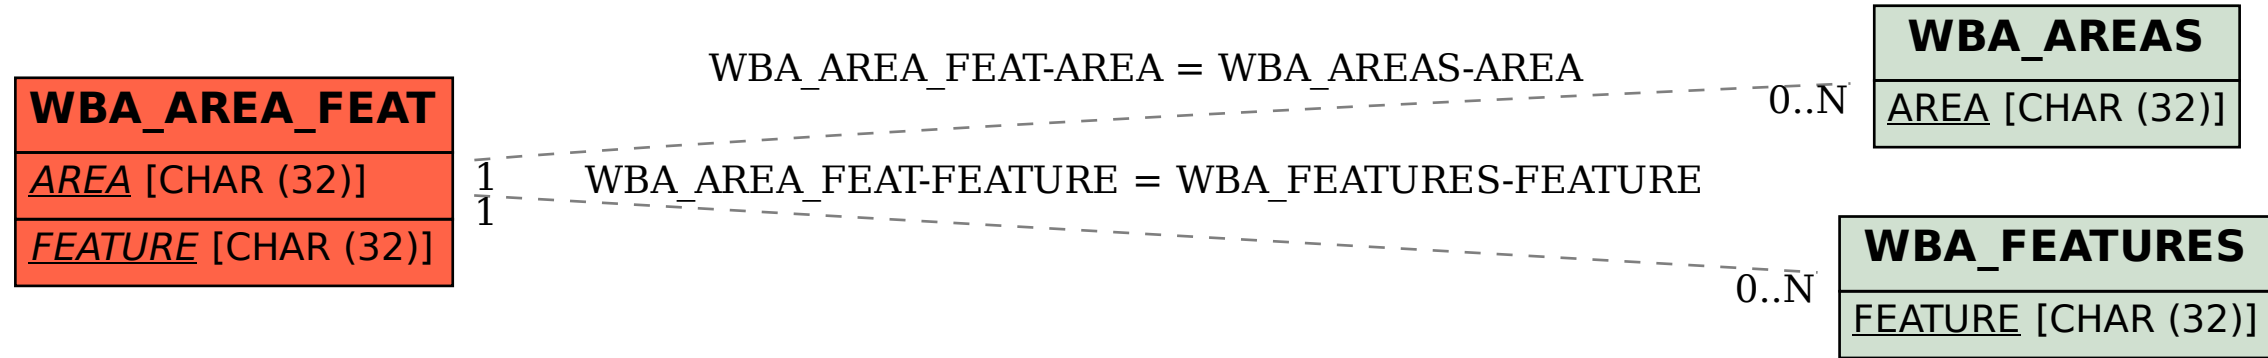 WBA_AREA_FEAT
AREA [CHAR (32)]
FEATURE [CHAR (32)]
WBA_AREA_FEAT-AREA = WBA_AREAS-AREA
1
0..N
WBA_AREA_FEAT-FEATURE = WBA_FEATURES-FEATURE
1
0..N
WBA_AREAS
AREA [CHAR (32)]
WBA_FEATURES
FEATURE [CHAR (32)]